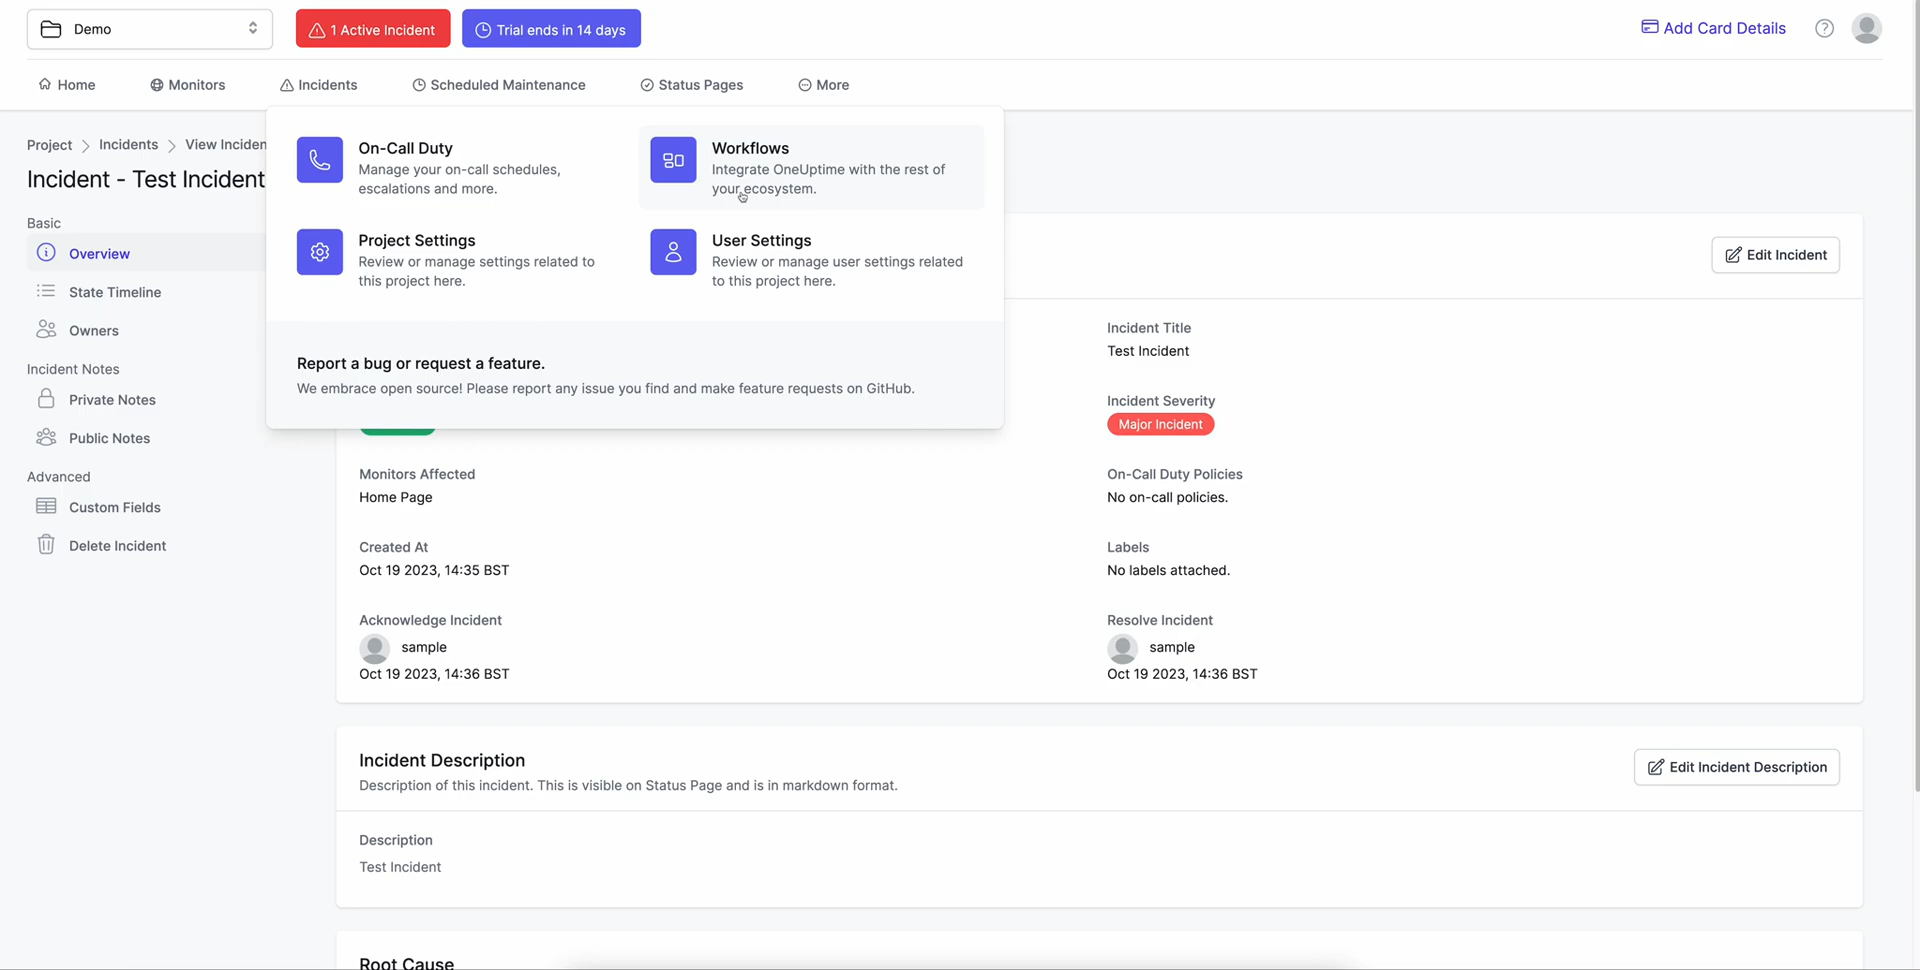 Demo
1 Active Incident
Trial ends in 14 days
Add Card Details
Home
Monitors
Incidents
Scheduled Maintenance
Status Pages
More
Project
Incidents
View Inciden
Incident - Test Incident
Basic
Overview
State Timeline
Owners
Incident Notes
Private Notes
Public Notes
Advanced
Custom Fields
Delete Incident
On-Call Duty
Manage your on-call schedules,
escalations and more.
Workflows
Integrate OneUptime with the rest of
your ecosystem.
Project Settings
Review or manage settings related to
this project here.
User Settings
Review or manage user settings related
to this project here.
Report a bug or request a feature.
We embrace open source! Please report any issue you find and make feature requests on GitHub.
Edit Incident
Incident Title
Test Incident
Incident Severity
Major Incident
Monitors Affected
Home Page
On-Call Duty Policies
No on-call policies.
Created At
Oct 19 2023, 14:35 BST
Labels
No labels attached.
Acknowledge Incident
sample
Oct 19 2023, 14:36 BST
Resolve Incident
sample
Oct 19 2023, 14:36 BST
Incident Description
Description of this incident. This is visible on Status Page and is in markdown format.
Edit Incident Description
Description
Test Incident
Root Cause